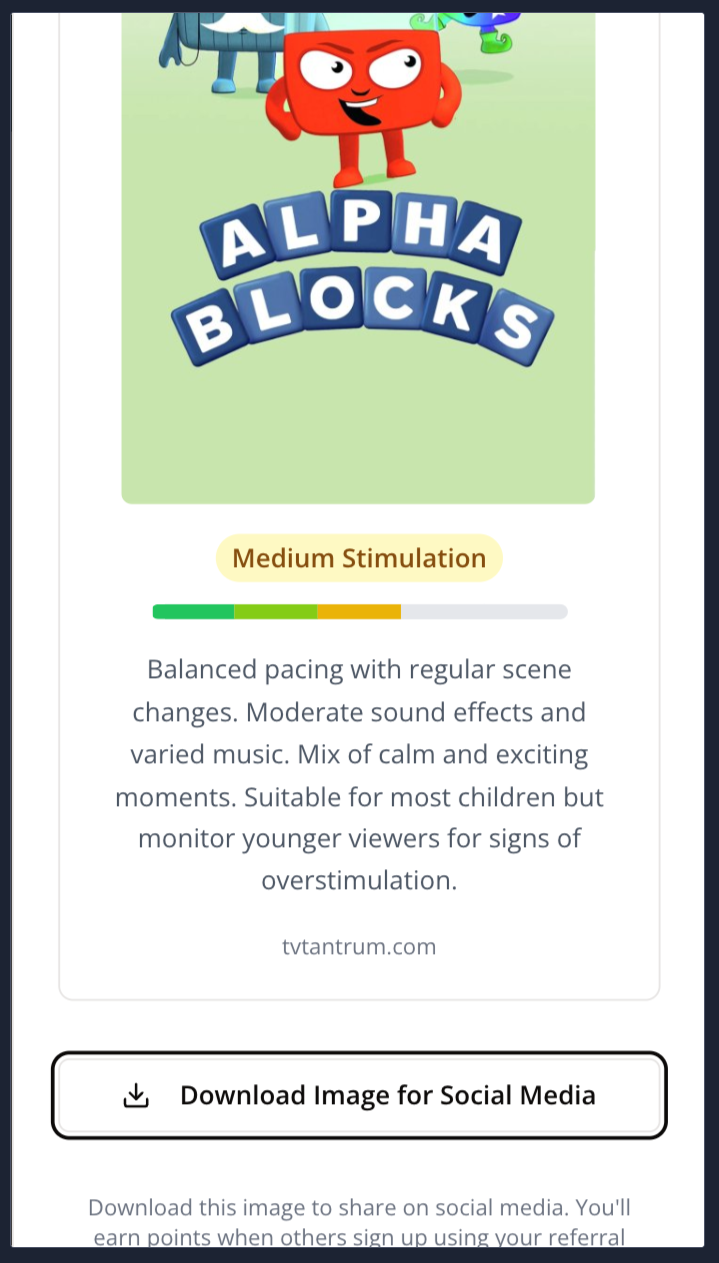 ALPHA
BLOCKS
Medium Stimulation
Balanced pacing with regular scene
changes. Moderate sound effects and
varied music. Mix of calm and exciting
moments. Suitable for most children but
monitor younger viewers for signs of
overstimulation.
tvtantrum.com
Download Image for Social Media
Download this image to share on social media. You'll
earn points when others sign up using your referral